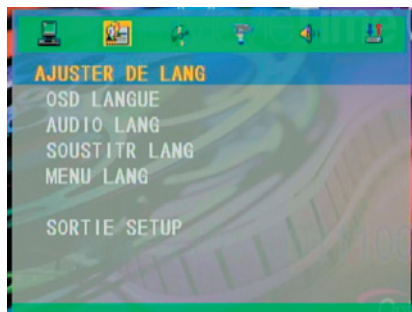 AJUSTER DE LANG
OSD LANGUE
AUDIO LANG
SOUSTITR LANG
MENU LANG
SORTIE SETUP